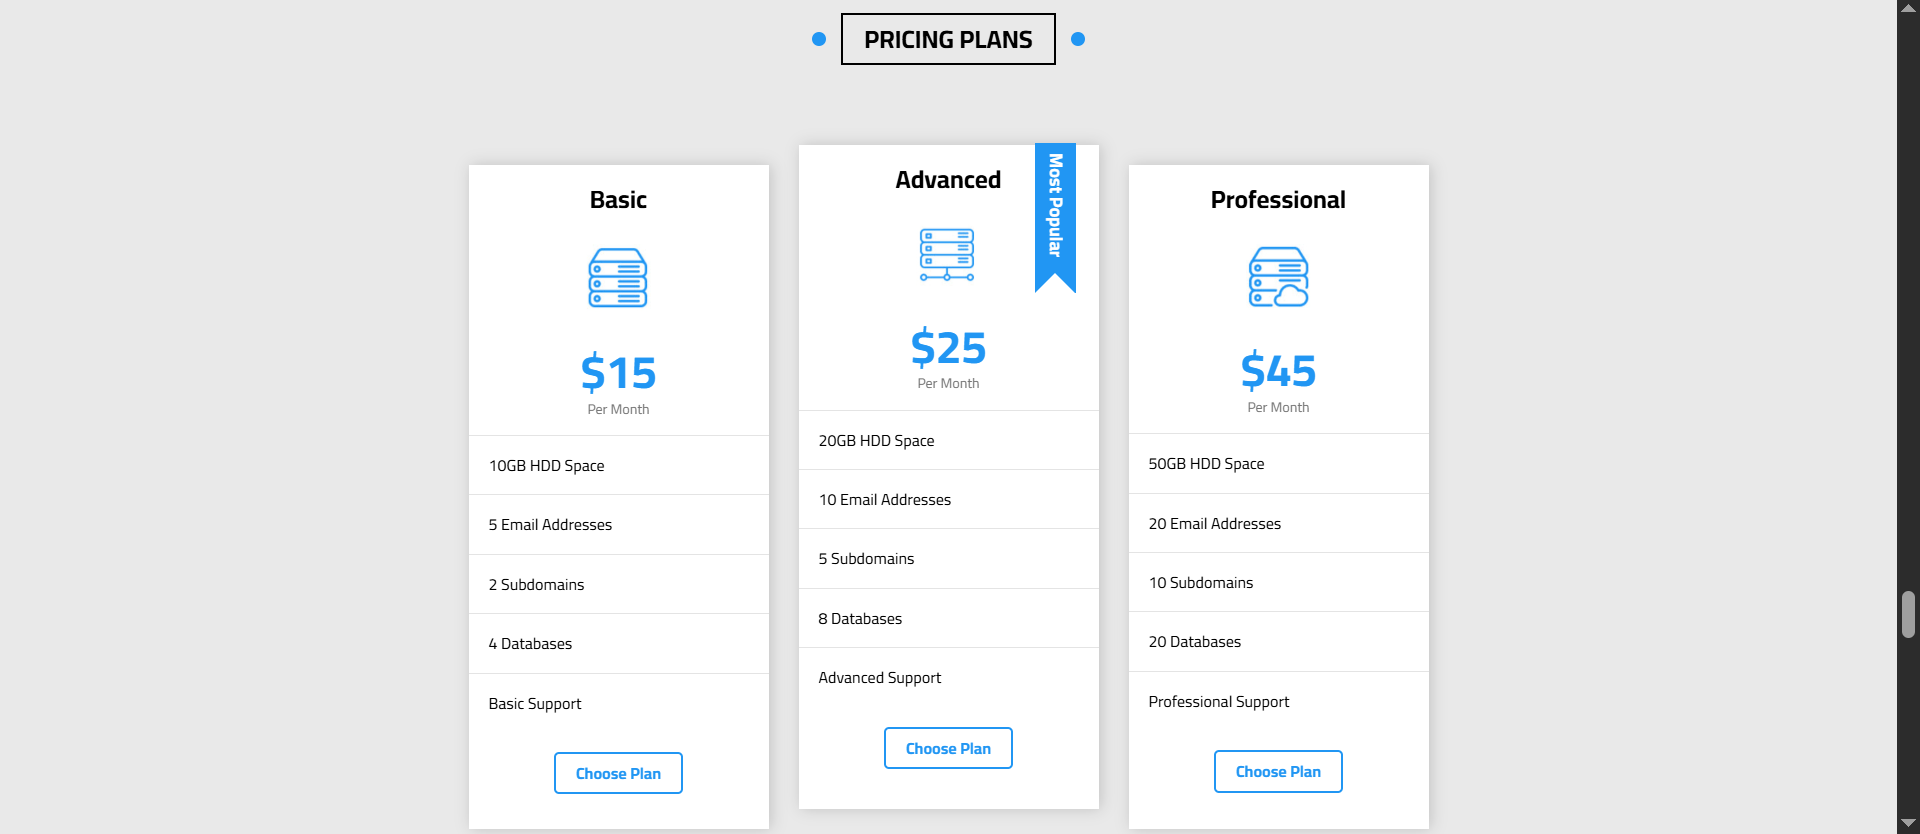 PRICING PLANS
Basic
$15
Per Month
10GB HDD Space
5 Email Addresses
2 Subdomains
4 Databases
Basic Support
Choose Plan
Advanced
Most Popular
$25
Per Month
20GB HDD Space
10 Email Addresses
5 Subdomains
8 Databases
Advanced Support
Choose Plan
Professional
$45
Per Month
50GB HDD Space
20 Email Addresses
10 Subdomains
20 Databases
Professional Support
Choose Plan